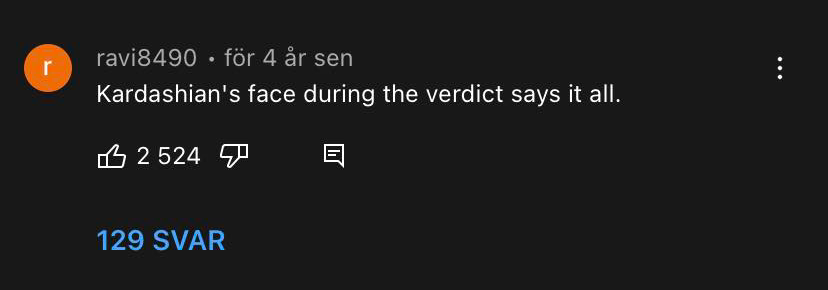 r
ravi8490 • för 4 år sen
Kardashian's face during the verdict says it all.
2 524
129 SVAR